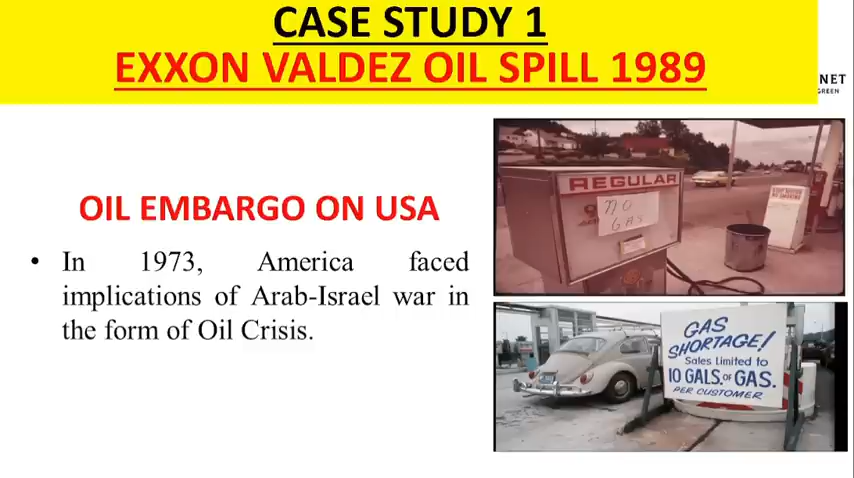 CASE STUDY 1
EXXON VALDEZ OIL SPILL 1989
NET
GREEN
OIL EMBARGO ON USA
• In 1973, America faced
implications of Arab-Israel war in
the form of Oil Crisis.
REGULAR
NO
GAS
GAS
SHORTAGE!
Sales Limited to
10 GALS. OF GAS.
PER CUSTOMER